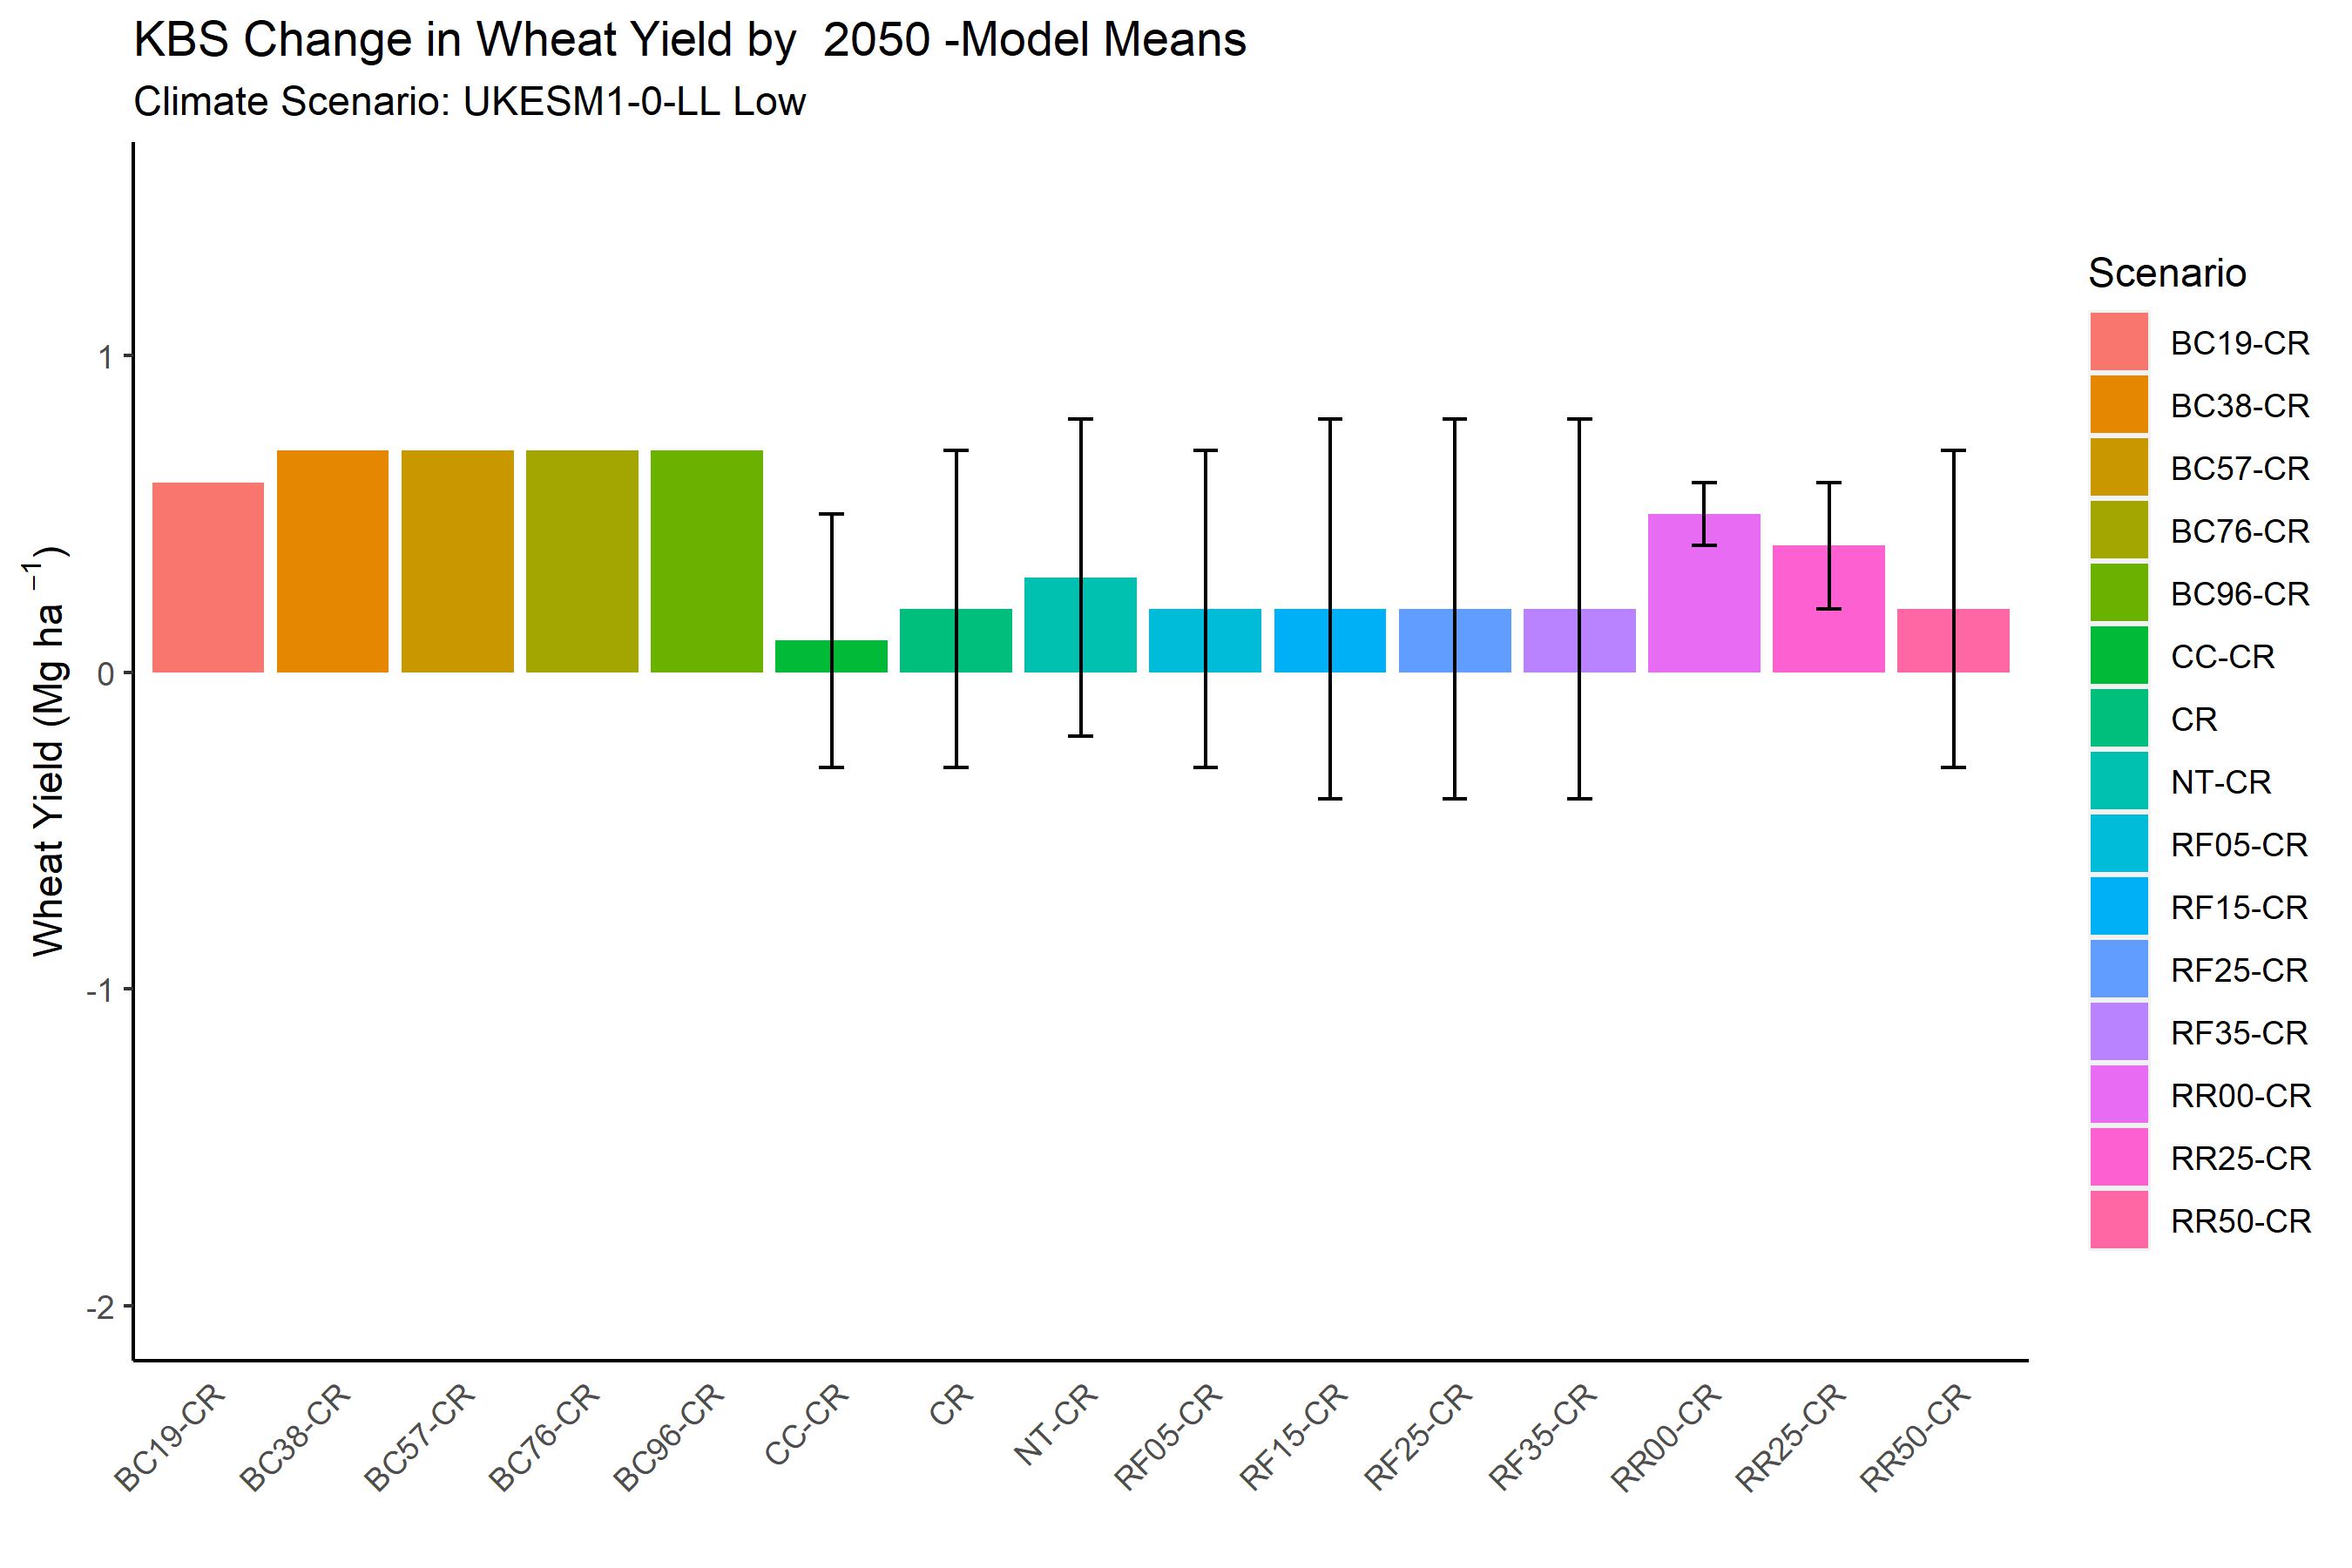 KBS Change in Wheat Yield by  2050 -Model Means
Climate Scenario: UKESM1-0-LL Low
Wheat Yield (Mg ha ⁻¹)
1
0
-1
-2
BC19-CR
BC38-CR
BC57-CR
BC76-CR
BC96-CR
CC-CR
CR
NT-CR
RF05-CR
RF15-CR
RF25-CR
RF35-CR
RR00-CR
RR25-CR
RR50-CR
Scenario
BC19-CR
BC38-CR
BC57-CR
BC76-CR
BC96-CR
CC-CR
CR
NT-CR
RF05-CR
RF15-CR
RF25-CR
RF35-CR
RR00-CR
RR25-CR
RR50-CR